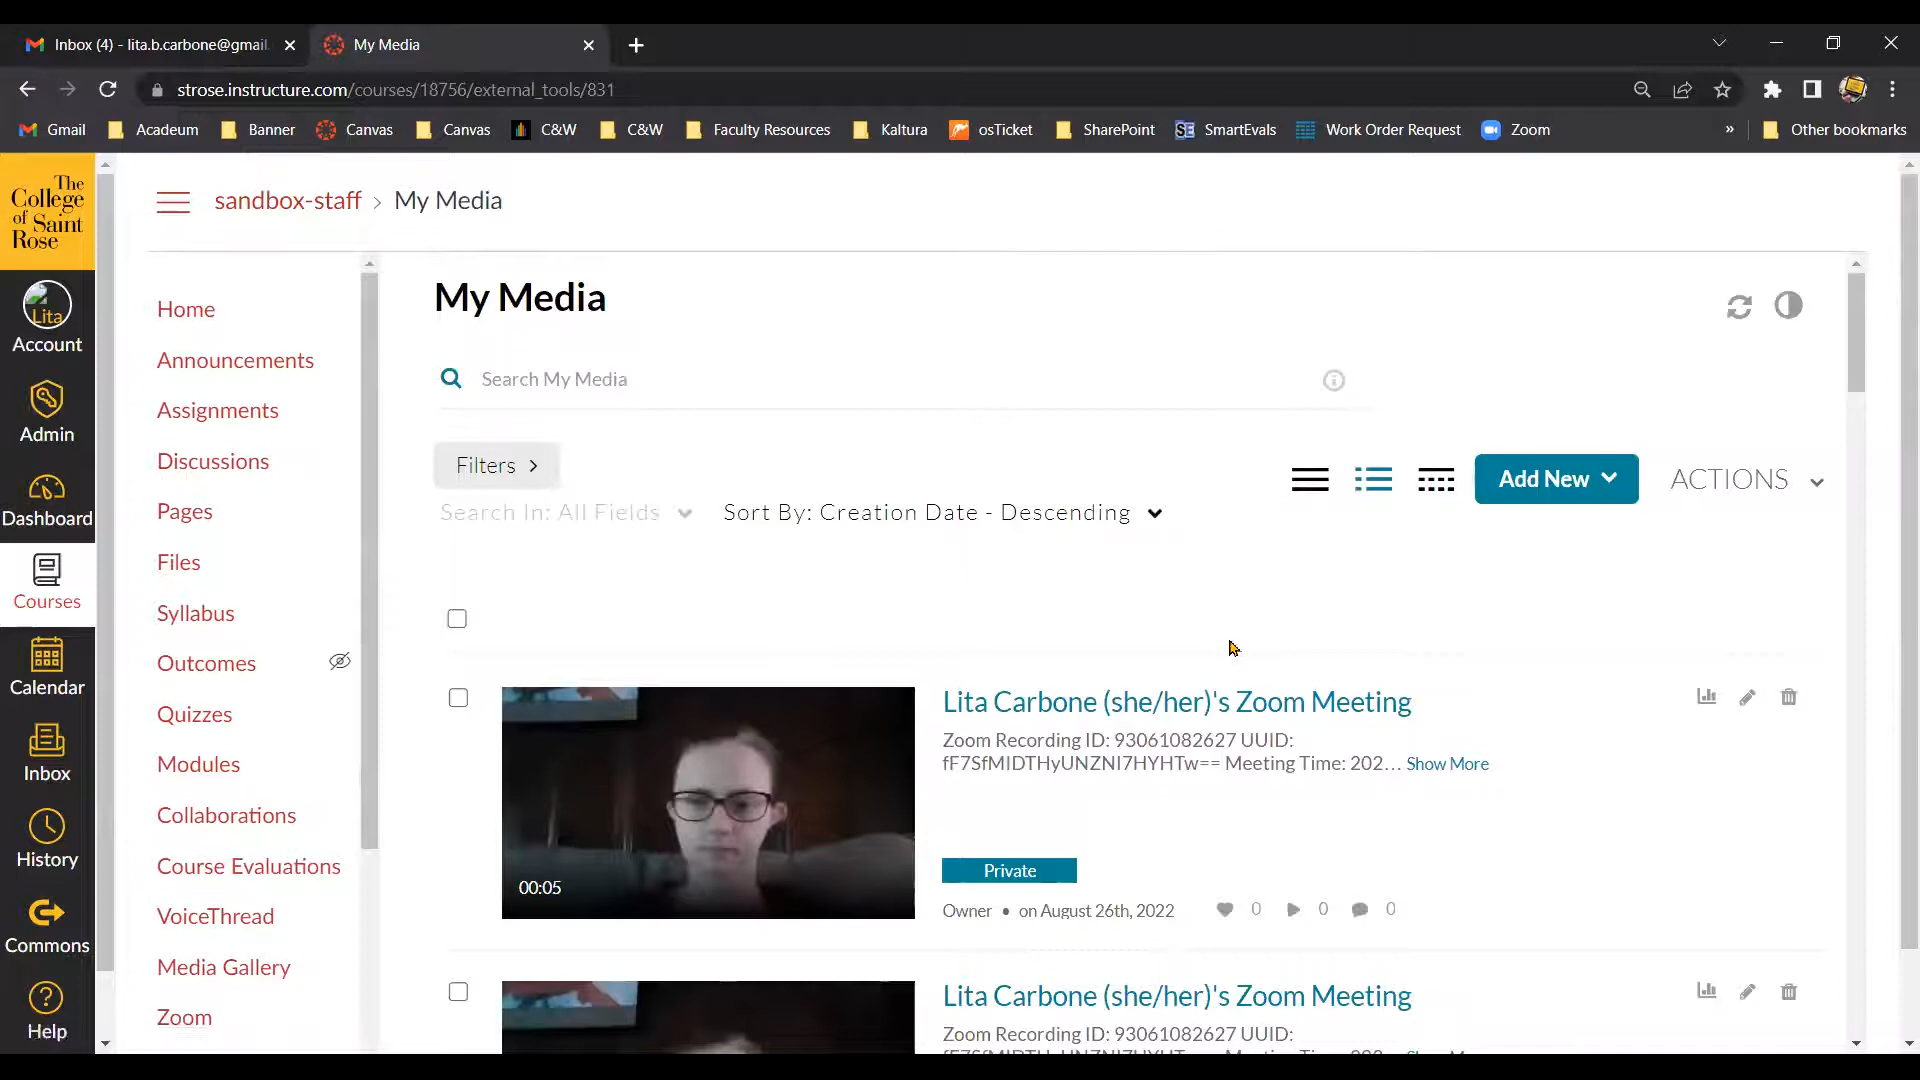 Inbox (4) - lita.b.carbone@gmail.
My Media
strose.instructure.com/courses/18756/external_tools/831
Gmail
Acadeum
Banner
Canvas
Canvas
C&W
C&W
Faculty Resources
Kaltura
osTicket
SharePoint
SmartEvals
Work Order Request
Zoom
»
Other bookmarks
The
College
of Saint
Rose
sandbox-staff > My Media
Lita
Account
Admin
Dashboard
Courses
Calendar
Inbox
History
Commons
Help
Home
Announcements
Assignments
Discussions
Pages
Files
Syllabus
Outcomes
Quizzes
Modules
Collaborations
Course Evaluations
VoiceThread
Media Gallery
Zoom
My Media
Search My Media
Filters >
Search In: All Fields
Sort By: Creation Date - Descending
Add New
ACTIONS
Lita Carbone (she/her)'s Zoom Meeting
Zoom Recording ID: 93061082627 UUID:
fF7SfMIDTHyUNZNI7HYHTw== Meeting Time: 202... Show More
00:05
Private
Owner • on August 26th, 2022
0
0
0
Lita Carbone (she/her)'s Zoom Meeting
Zoom Recording ID: 93061082627 UUID: